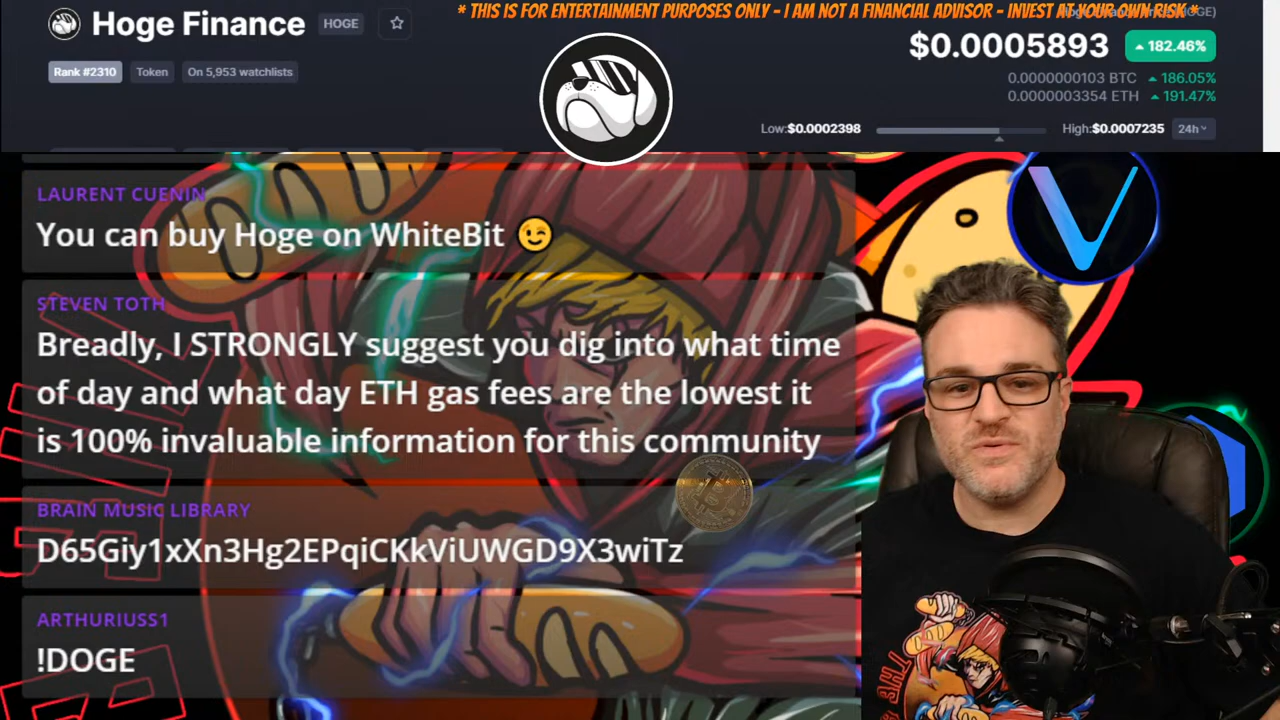 * THIS IS FOR ENTERTAINMENT PURPOSES ONLY - I AM NOT A FINANCIAL ADVISOR - INVEST AT YOUR OWN RISK *
Hoge Finance HOGE
Rank #2310 Token On 5,953 watchlists
$0.0005893 182.46%
0.0000000103 BTC 186.05%
0.0000003354 ETH 191.47%
Low:$0.0002398 High:$0.0007235 24h
LAURENT CUENIN
You can buy Hoge on WhiteBit 😉
STEVEN TOTH
Breadly, I STRONGLY suggest you dig into what time
of day and what day ETH gas fees are the lowest it
is 100% invaluable information for this community
BRAIN MUSIC LIBRARY
D65Giy1xXn3Hg2EPqiCKkViUWGD9X3wiTz
ARTHURIUSS1
!DOGE